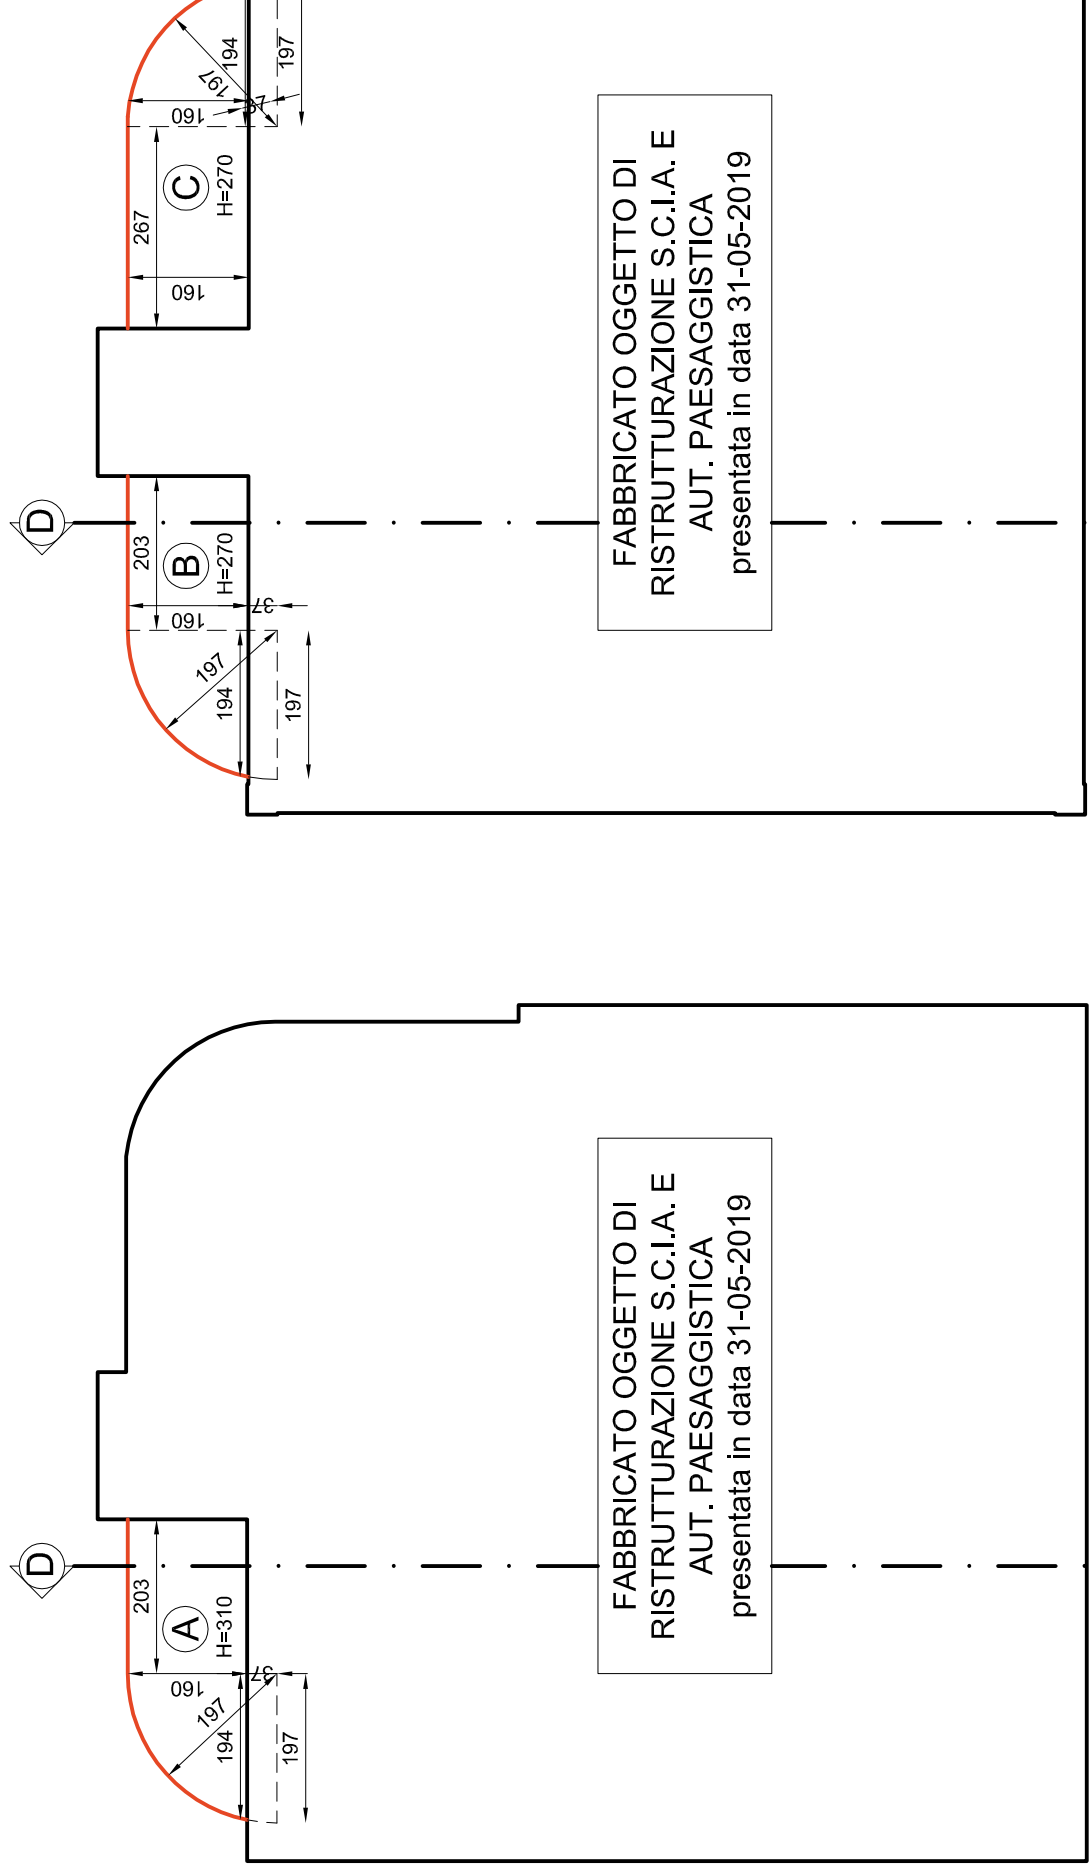 194
197
197
37
160
C
H=270
267
160
D
203
B
H=270
37
160
197
194
197
FABBRICATO OGGETTO DI
RISTRUTTURAZIONE S.C.I.A. E
AUT. PAESAGGISTICA
presentata in data 31-05-2019
D
203
A
H=310
37
160
197
194
197
FABBRICATO OGGETTO DI
RISTRUTTURAZIONE S.C.I.A. E
AUT. PAESAGGISTICA
presentata in data 31-05-2019